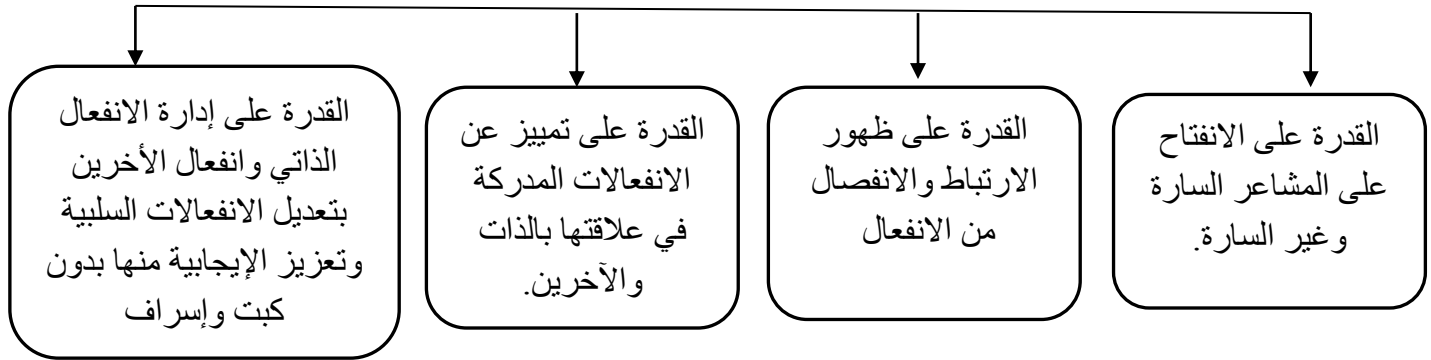 القدرة على الانفتاح
على المشاعر السارة
وغير السارة.
القدرة على ظهور
الارتباط والانفصال
من الانفعال
القدرة على تمييز عن
الانفعالات المدركة
في علاقتها بالذات
والآخرين.
القدرة على إدارة الانفعال
الذاتي وانفعال الأخرين
بتعديل الانفعالات السلبية
وتعزيز الإيجابية منها بدون
كبت وإسراف